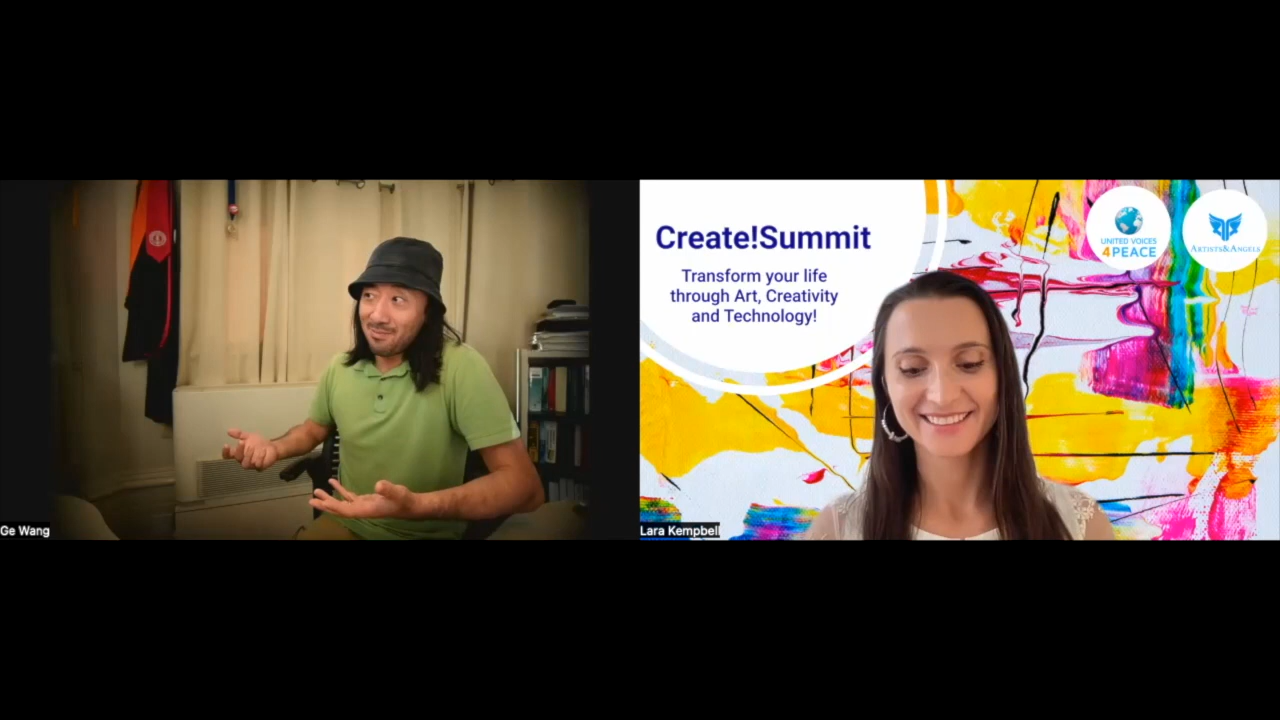 Create!Summit
Transform your life
through Art, Creativity
and Technology!
UNITED VOICES
4PEACE
ARTISTS&ANGELS
Ge Wang
Lara Kempbell